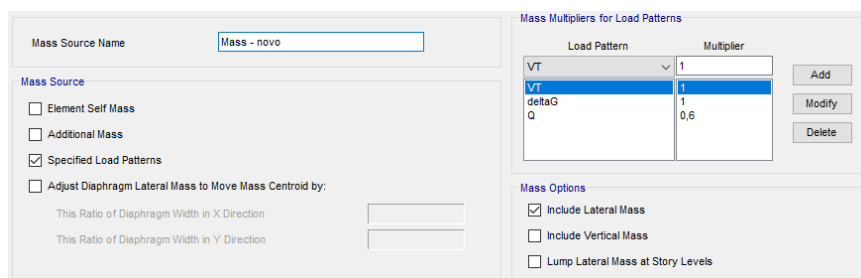 Mass Source Name
Mass - novo
Mass Source
Element Self Mass
Additional Mass
Specified Load Patterns
Adjust Diaphragm Lateral Mass to Move Mass Centroid by:
This Ratio of Diaphragm Width in X Direction
This Ratio of Diaphragm Width in Y Direction
Mass Multipliers for Load Patterns
Load Pattern Multiplier
VT 1
VT 1
deltaG 1
Q 0,6
Add
Modify
Delete
Mass Options
Include Lateral Mass
Include Vertical Mass
Lump Lateral Mass at Story Levels